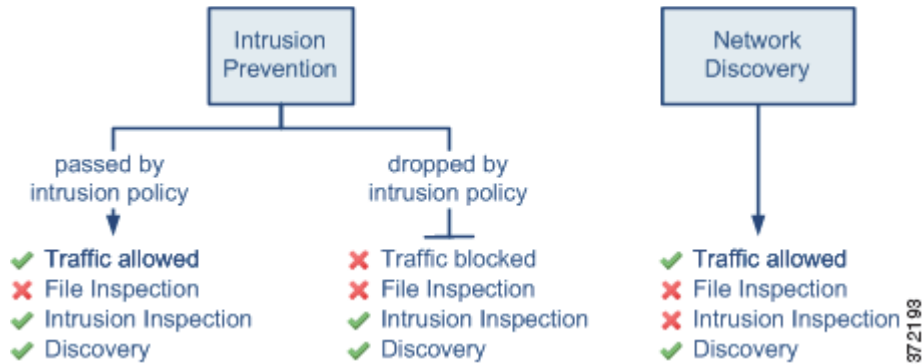 Intrusion
Prevention
Network
Discovery
passed by
intrusion policy
dropped by
intrusion policy
Traffic allowed
File Inspection
Intrusion Inspection
Discovery
Traffic blocked
File Inspection
Intrusion Inspection
Discovery
Traffic allowed
File Inspection
Intrusion Inspection
Discovery
372193